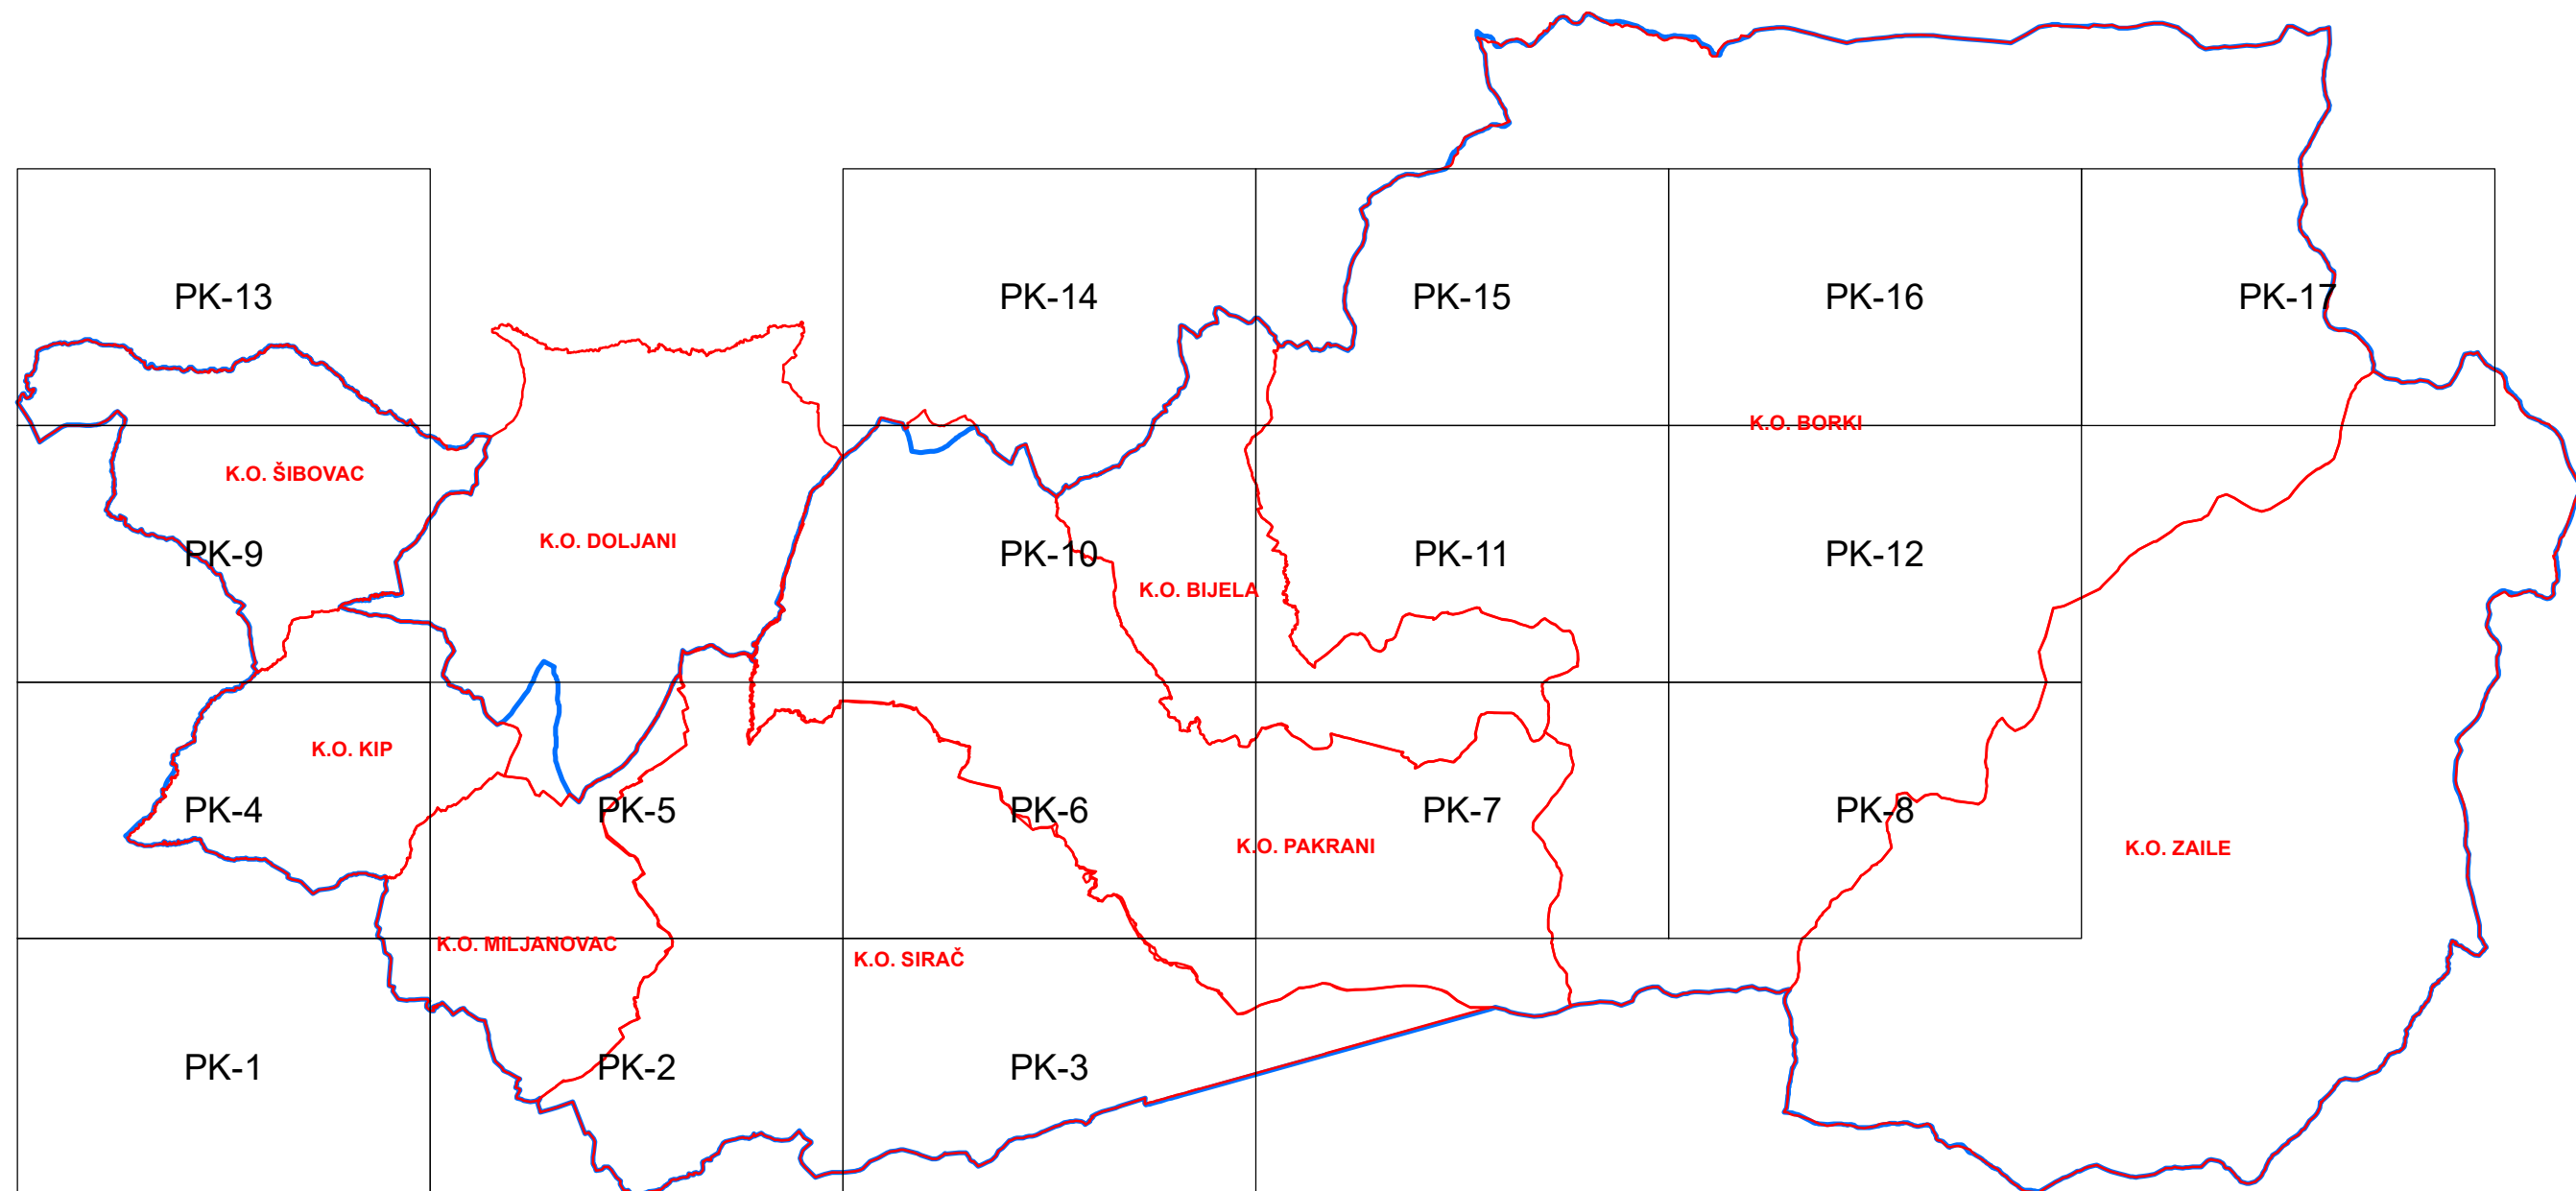 PK-13
PK-14
PK-15
PK-16
PK-17
K.O. BORKI
K.O. ŠIBOVAC
K.O. DOLJANI
PK-9
PK-10
PK-11
PK-12
K.O. BIJELA
K.O. KIP
PK-4
PK-5
PK-6
PK-7
PK-8
K.O. PAKRANI
K.O. ZAILE
K.O. MILJANOVAC
K.O. SIRAČ
PK-1
PK-2
PK-3